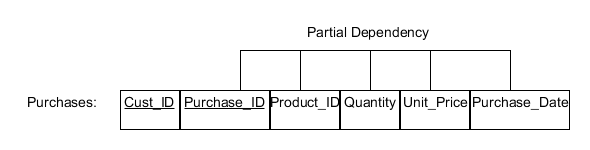 Partial Dependency
Purchases: Cust_ID Purchase_ID Product_ID Quantity Unit_Price Purchase_Date